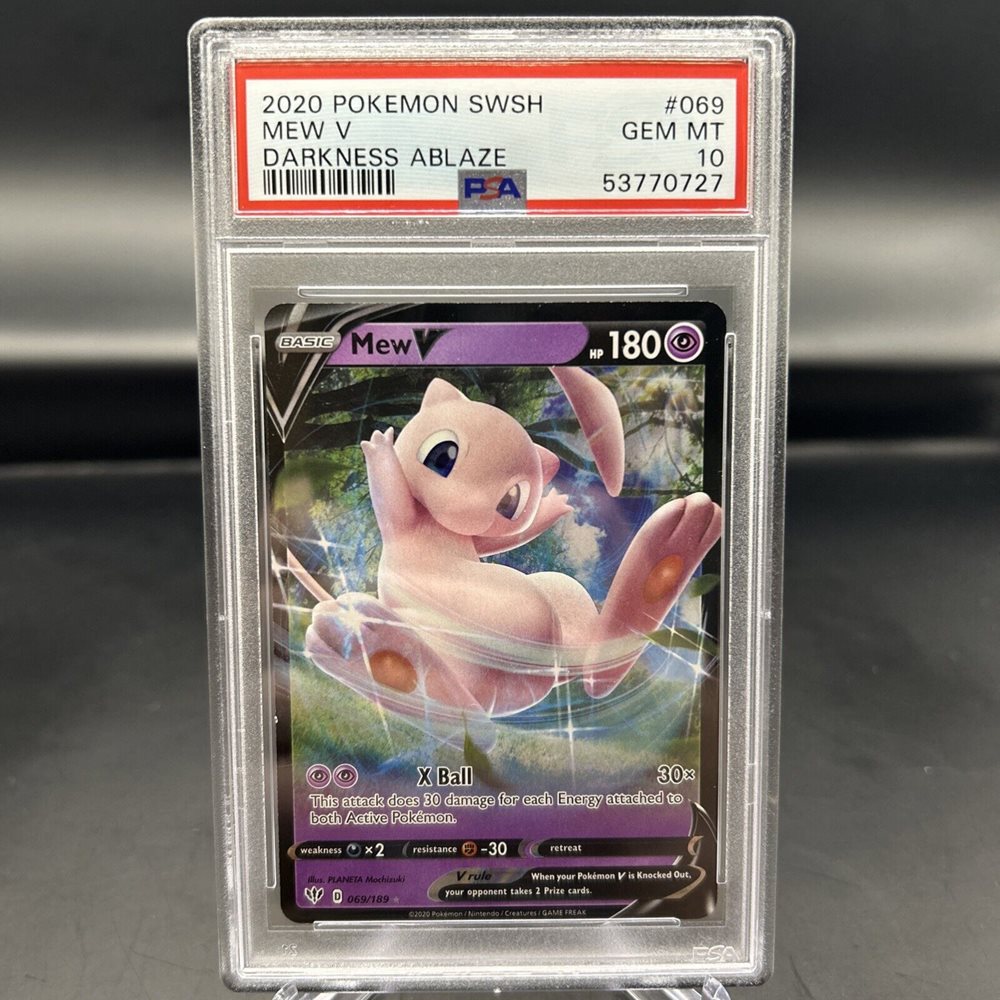 2020 POKEMON SWSH #069
MEW V GEM MT
DARKNESS ABLAZE 10
PSA 53770727
BASIC Mew V HP 180
X Ball 30×
This attack does 30 damage for each Energy attached to
both Active Pokémon.
weakness ×2 resistance -30 retreat
Illus. PLANETA Mochizuki
V rule When your Pokémon V is Knocked Out,
your opponent takes 2 Prize cards.
D 069/189
©2020 Pokémon / Nintendo / Creatures / GAME FREAK
PSA